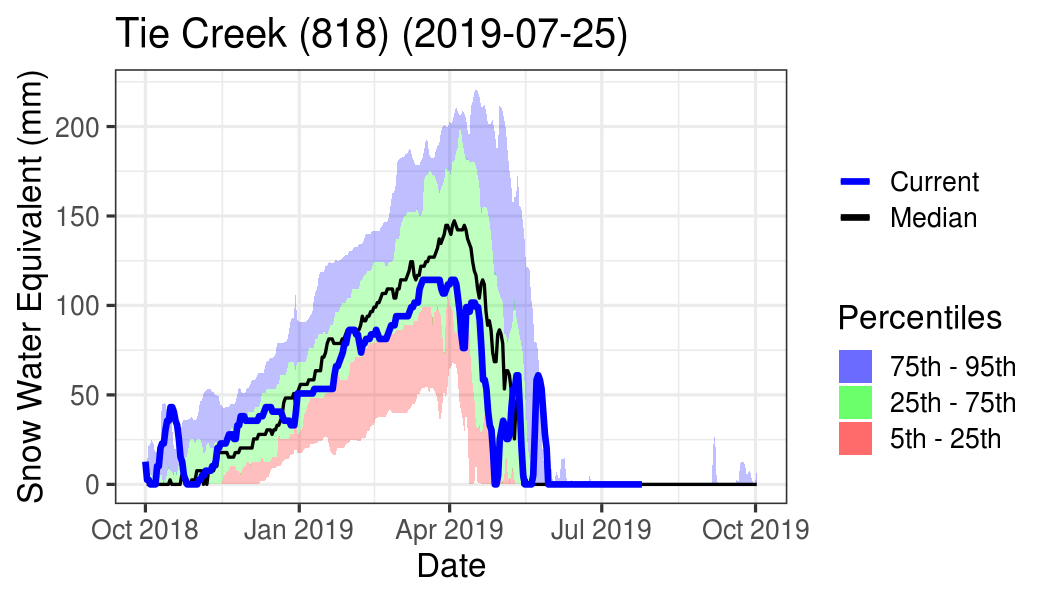 Tie Creek (818) (2019-07-25)
Snow Water Equivalent (mm)
200
150
100
50
0
Oct 2018
Jan 2019
Apr 2019
Jul 2019
Oct 2019
Date
Current
Median
Percentiles
75th - 95th
25th - 75th
5th - 25th